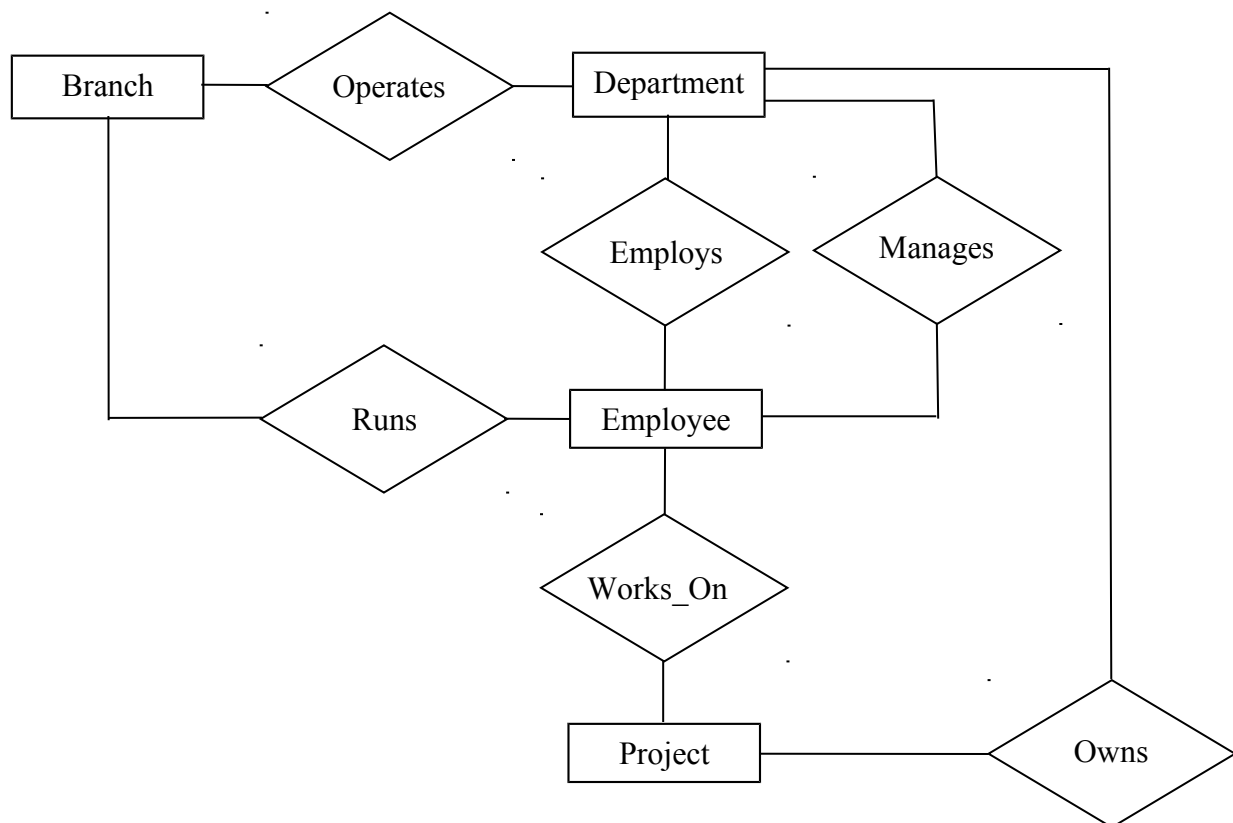 Branch
Operates
Department
Employs
Manages
Runs
Employee
Works_On
Project
Owns